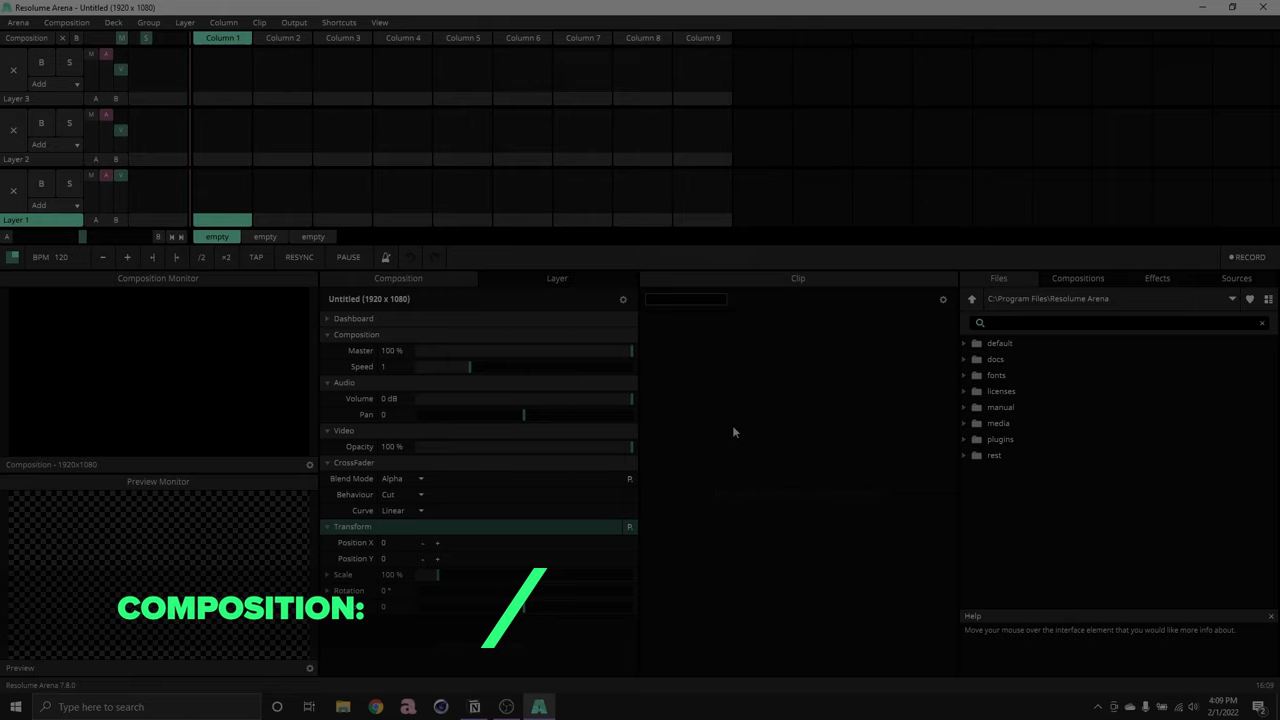 Resolume Arena - Untitled (1920 x 1080)
Arena Composition Deck Group Layer Column Clip Output Shortcuts View
Composition X B M S Column 1 Column 2 Column 3 Column 4 Column 5 Column 6 Column 7 Column 8 Column 9
B S M A V
Add
Layer 3 A B
B S M A V
Add
Layer 2 A B
B S M A V
Add
Layer 1 A B
A B empty empty empty
BPM 120 - + /2 ×2 TAP RESYNC PAUSE RECORD
Composition Monitor
Composition - 1920x1080
Preview Monitor
Preview
Composition Layer
Untitled (1920 x 1080)
Dashboard
Composition
Master 100 %
Speed 1
Audio
Volume 0 dB
Pan 0
Video
Opacity 100 %
CrossFader
Blend Mode Alpha P.
Behaviour Cut
Curve Linear
Transform P.
Position X 0 - +
Position Y 0 - +
Scale 100 %
Rotation 0 °
0
Clip
Files Compositions Effects Sources
C:\Program Files\Resolume Arena
default
docs
fonts
licenses
manual
media
plugins
rest
Help
Move your mouse over the interface element that you would like more info about.
COMPOSITION:
Resolume Arena 7.8.0 16:09
Type here to search
4:09 PM
2/1/2022
2